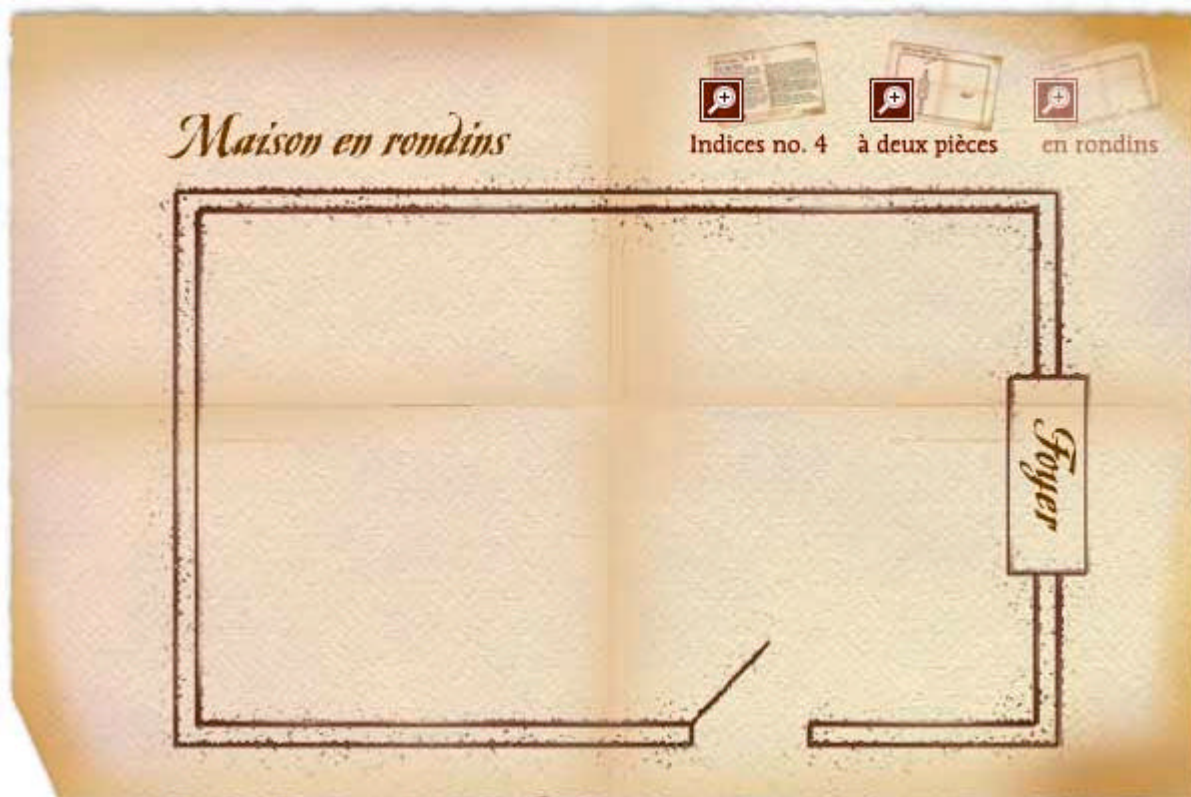 Maison en rondins
Indices no. 4
à deux pièces
en rondins
Foyer